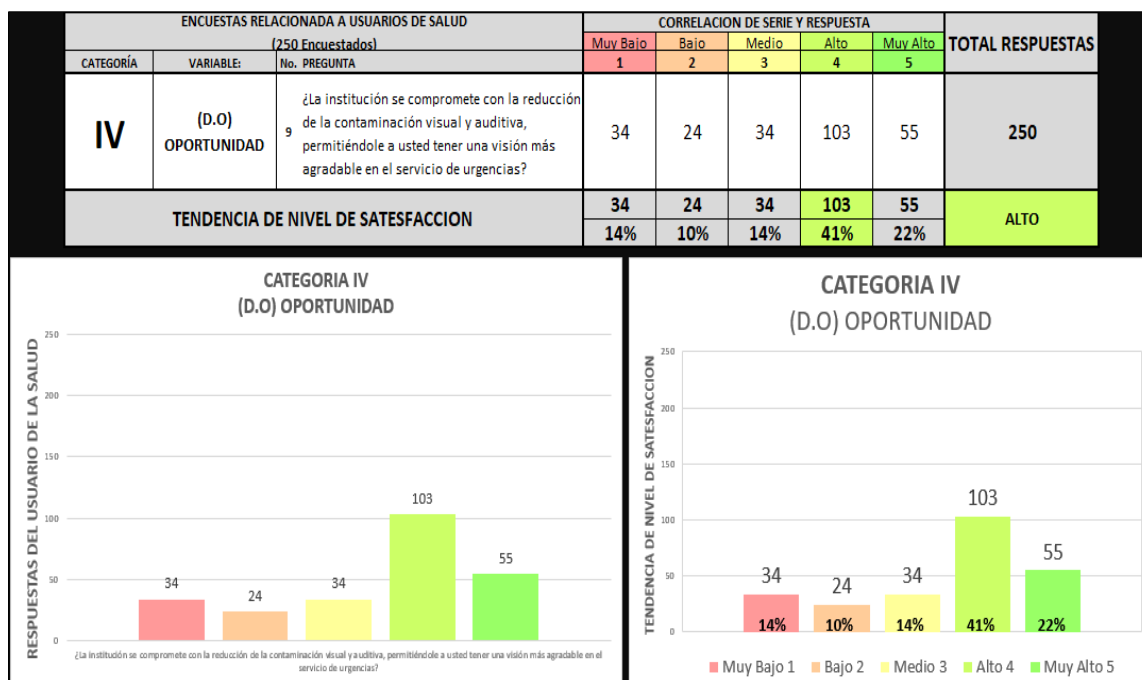 ENCUESTAS RELACIONADA A USUARIOS DE SALUD
(250 Encuestados)
CORRELACION DE SERIE Y RESPUESTA
TOTAL RESPUESTAS
Muy Bajo Bajo Medio Alto Muy Alto
CATEGORÍA VARIABLE: No. PREGUNTA 1 2 3 4 5
IV
(D.O)
OPORTUNIDAD
9
¿La institución se compromete con la reducción
de la contaminación visual y auditiva,
permitiéndole a usted tener una visión más
agradable en el servicio de urgencias?
34 24 34 103 55 250
TENDENCIA DE NIVEL DE SATESFACCION
34 24 34 103 55
14% 10% 14% 41% 22%
ALTO
CATEGORIA IV
(D.O) OPORTUNIDAD
RESPUESTAS DEL USUARIO DE LA SALUD
250
200
150
100
50
0
34
24
34
103
55
¿La institución se compromete con la reducción de la contaminación visual y auditiva, permitiéndole a usted tener una visión más agradable en el
servicio de urgencias?
CATEGORIA IV
(D.O) OPORTUNIDAD
TENDENCIA DE NIVEL DE SATESFACCION
250
200
150
100
50
0
34
24
34
103
55
14% 10% 14% 41% 22%
Muy Bajo 1 Bajo 2 Medio 3 Alto 4 Muy Alto 5